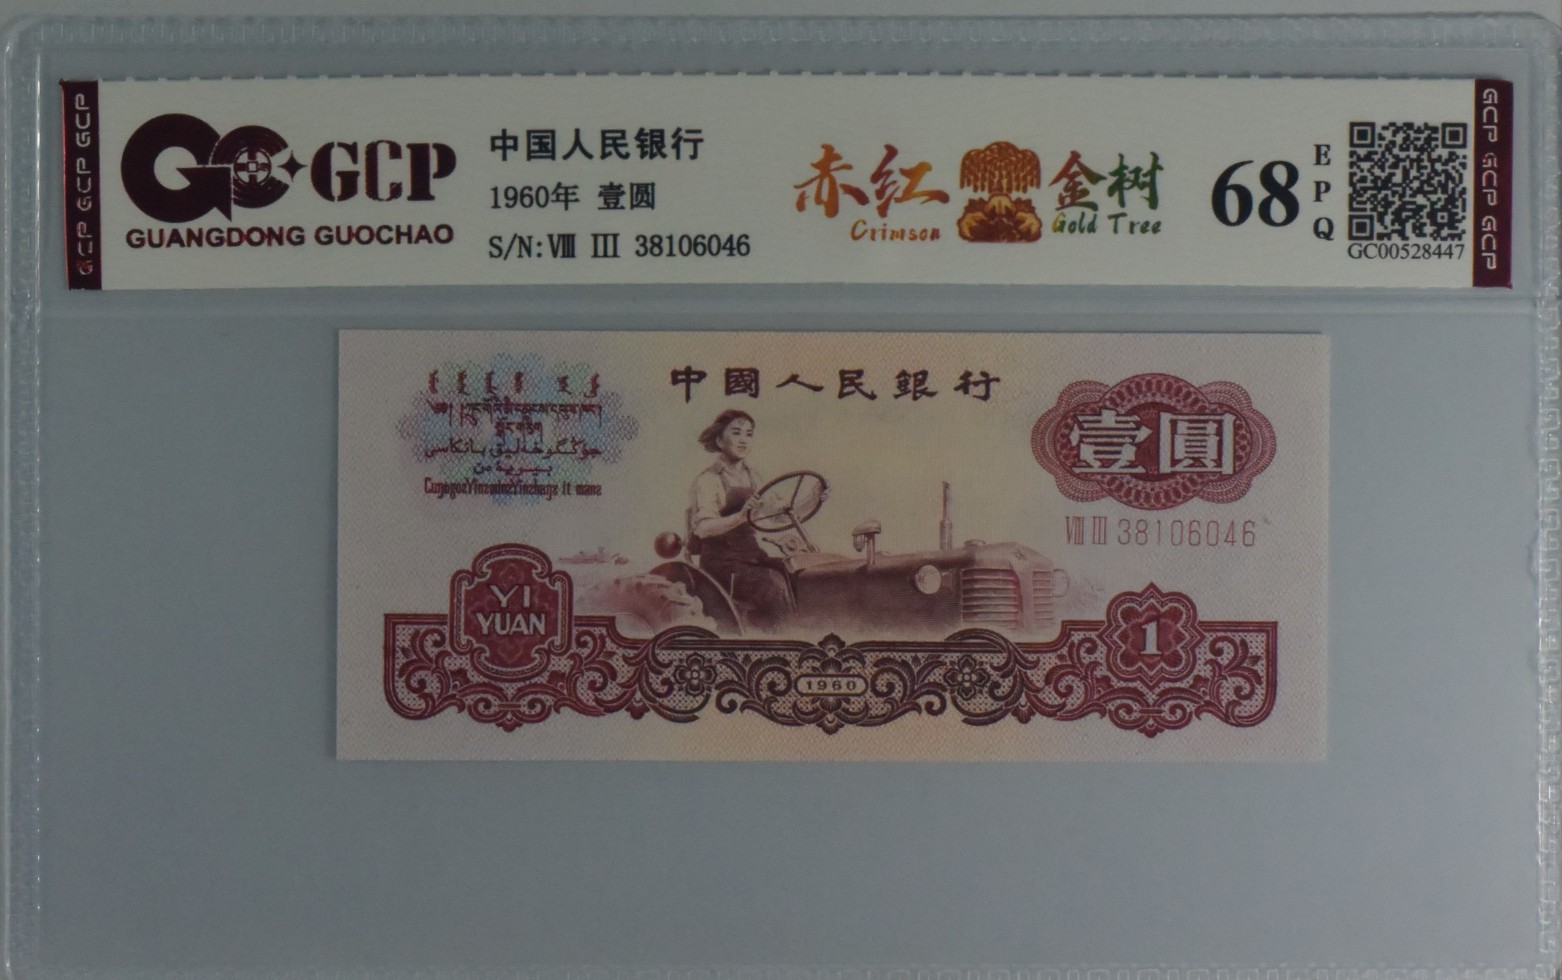 GCP GCP GCP
GCP
GUANGDONG GUOCHAO
中国人民银行
1960年 壹圆
S/N: Ⅷ Ⅲ 38106046
赤红 金树
Crimson Gold Tree
68
EPQ
GC00528447
GCP GCP GCP
中國人民銀行
壹圓
Ⅷ Ⅲ 38106046
YI
YUAN
1
1960